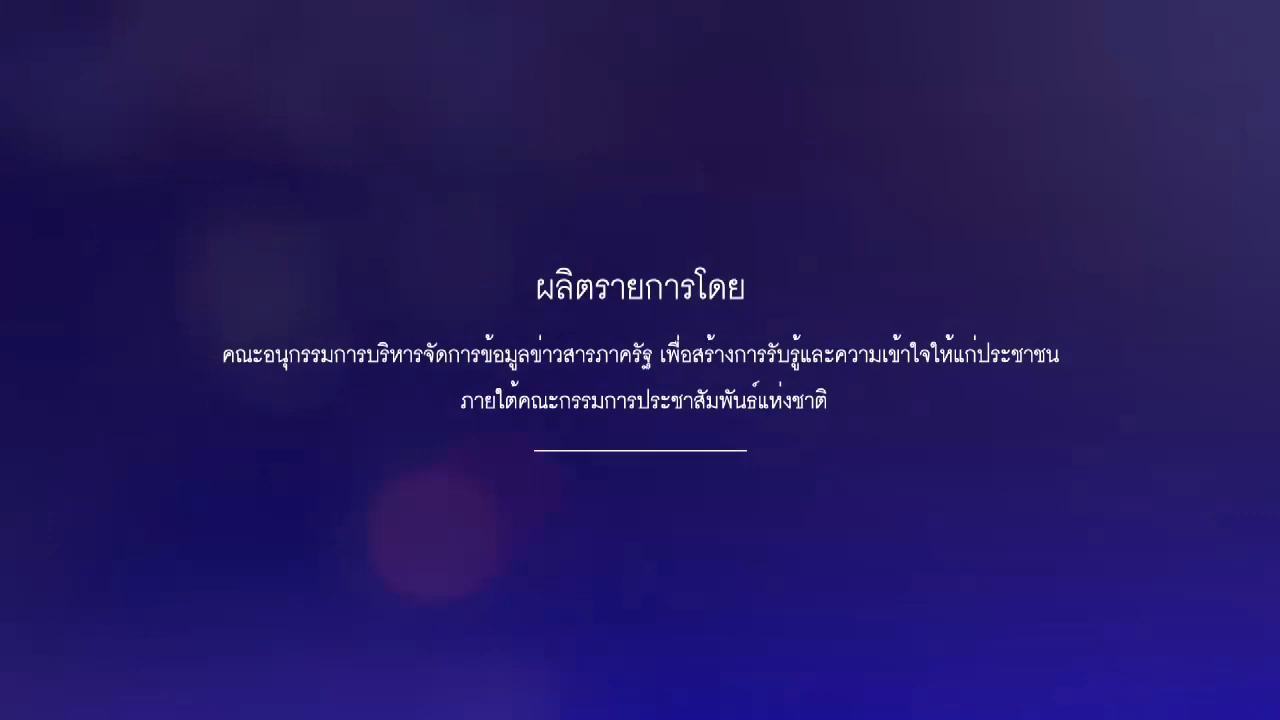 ผลิตรายการโดย
คณะอนุกรรมการบริหารจัดการข้อมูลข่าวสารภาครัฐ เพื่อสร้างการรับรู้และความเข้าใจให้แก่ประชาชน
ภายใต้คณะกรรมการประชาสัมพันธ์แห่งชาติ